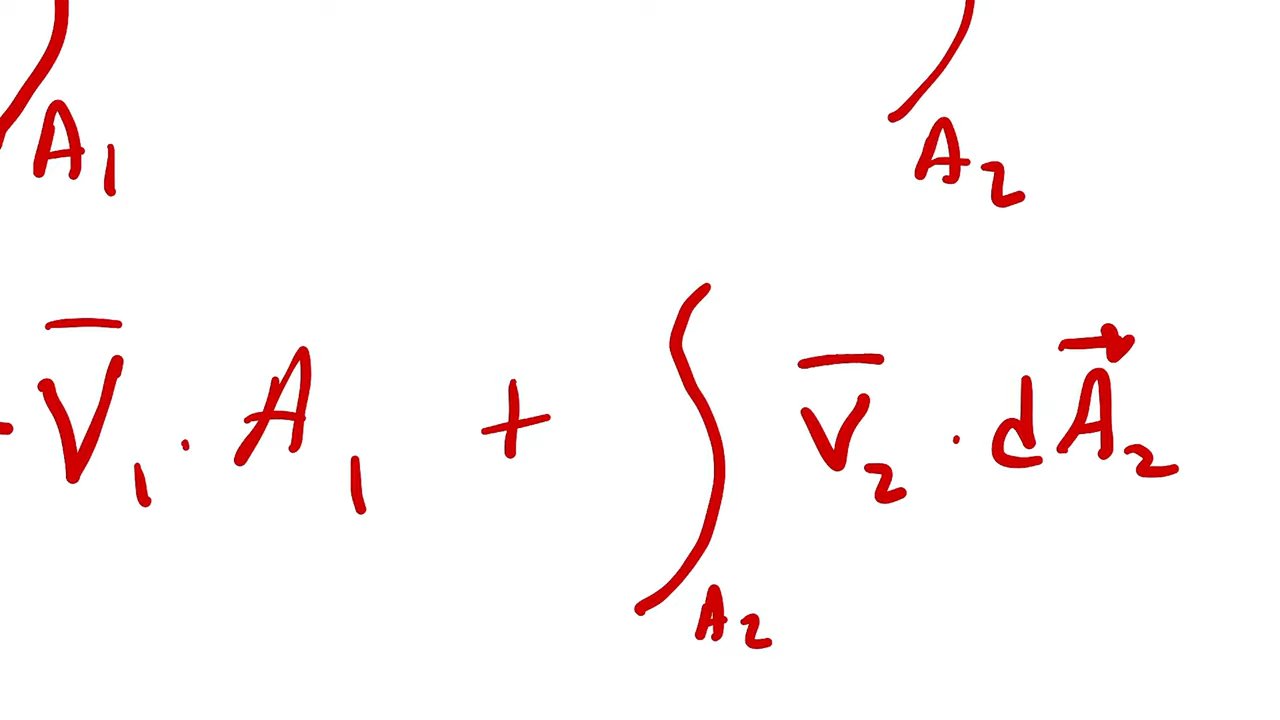 ∫_{A₁} ∫_{A₂}
- V̅₁ · A₁ + ∫_{A₂} V̅₂ · dA⃗₂